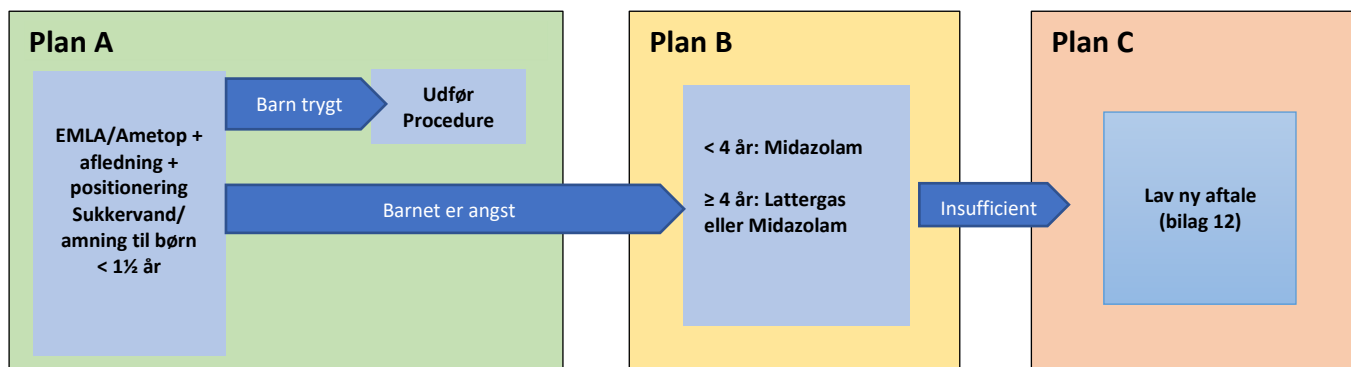 Plan A
EMLA/Ametop +
afledning +
positionering
Sukkervand/
amning til børn
< 1½ år
Barn trygt
Udfør
Procedure
Barnet er angst
Plan B
< 4 år: Midazolam
≥ 4 år: Lattergas
eller Midazolam
Insufficient
Plan C
Lav ny aftale
(bilag 12)